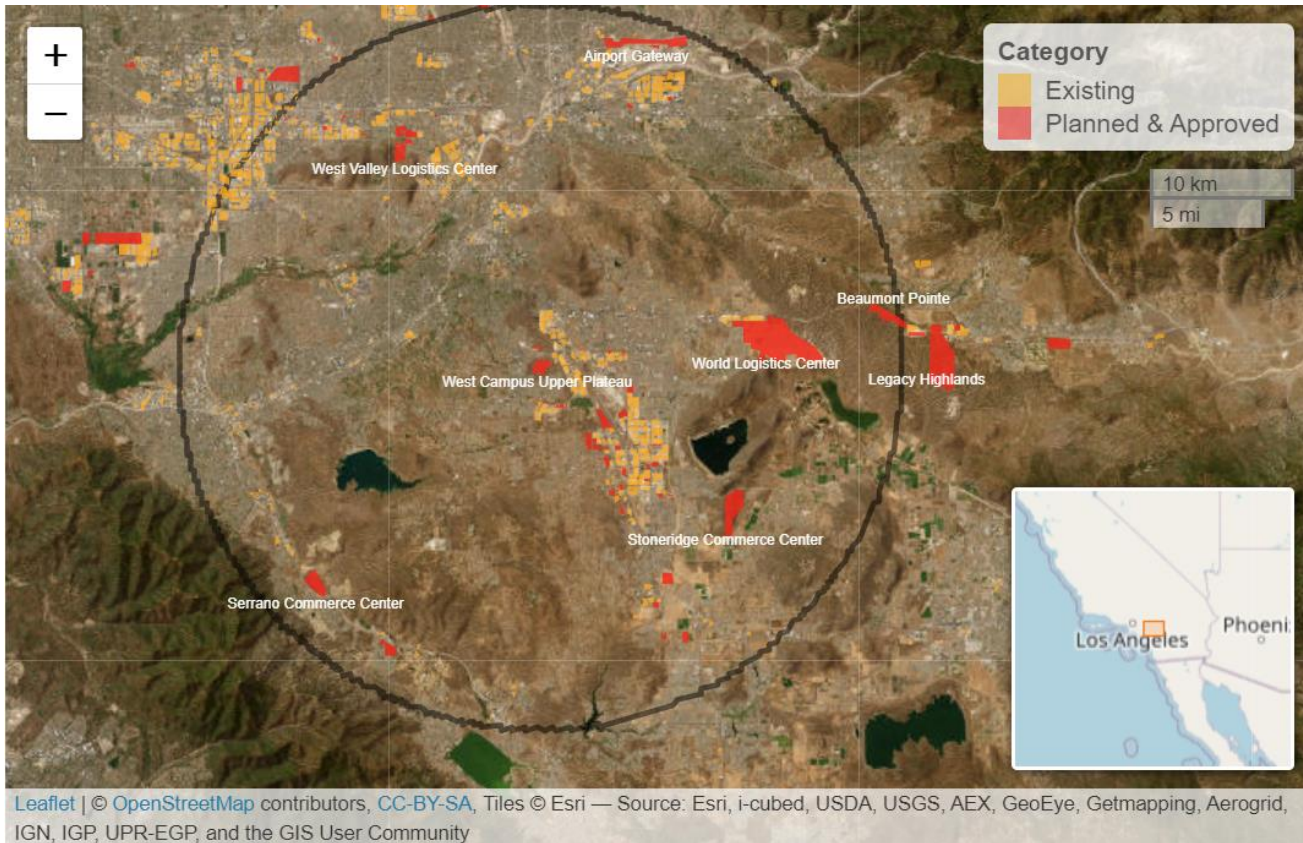 +
−
Category
Existing
Planned & Approved
10 km
5 mi
Airport Gateway
West Valley Logistics Center
Beaumont Pointe
World Logistics Center
West Campus Upper Plateau
Legacy Highlands
Stoneridge Commerce Center
Serrano Commerce Center
Los Angeles
Phoeni
Leaflet | © OpenStreetMap contributors, CC-BY-SA, Tiles © Esri — Source: Esri, i-cubed, USDA, USGS, AEX, GeoEye, Getmapping, Aerogrid,
IGN, IGP, UPR-EGP, and the GIS User Community